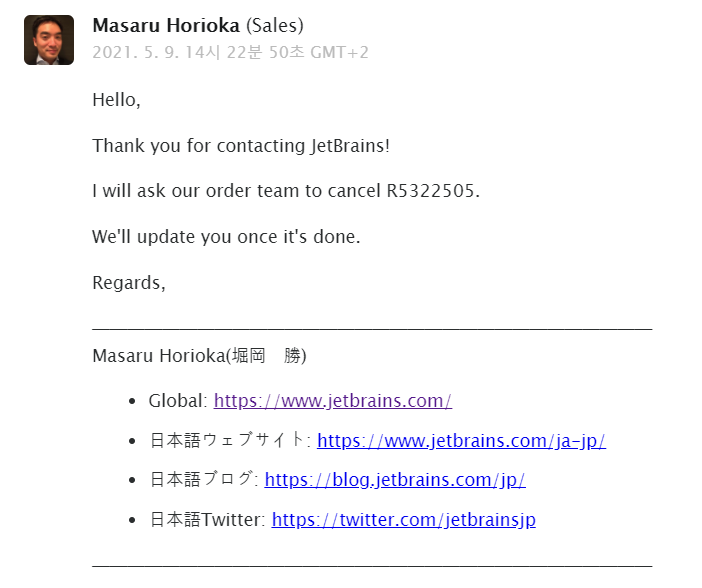 Masaru Horioka (Sales)
2021. 5. 9. 14시 22분 50초 GMT+2
Hello,
Thank you for contacting JetBrains!
I will ask our order team to cancel R5322505.
We'll update you once it's done.
Regards,
Masaru Horioka(堀岡　勝)
• Global: https://www.jetbrains.com/
• 日本語ウェブサイト: https://www.jetbrains.com/ja-jp/
• 日本語ブログ: https://blog.jetbrains.com/jp/
• 日本語Twitter: https://twitter.com/jetbrainsjp